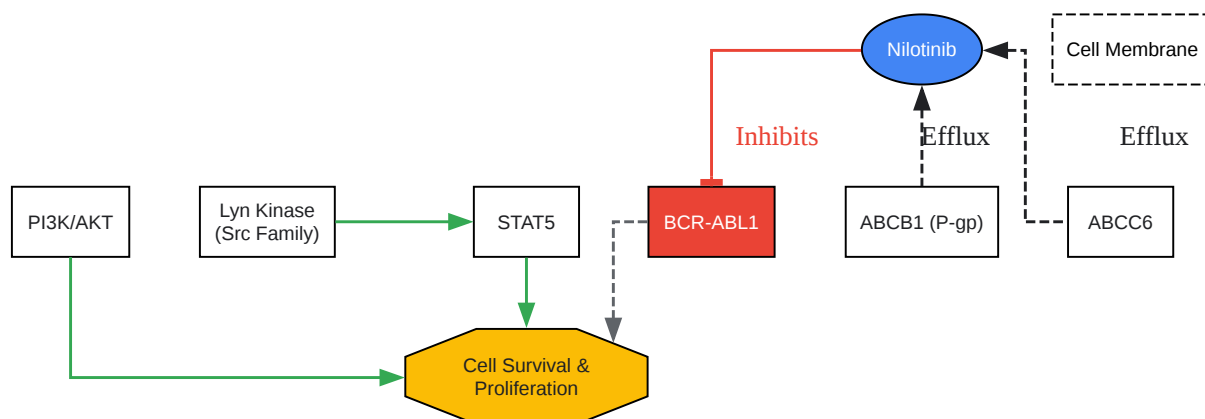 Nilotinib
Cell Membrane
Inhibits
Efflux
Efflux
PI3K/AKT
Lyn Kinase
(Src Family)
STAT5
BCR-ABL1
ABCB1 (P-gp)
ABCC6
Cell Survival &
Proliferation